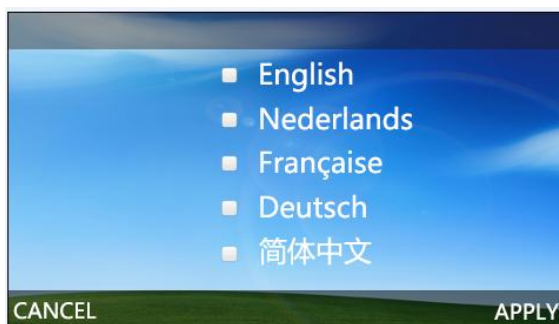 English
Nederlands
Française
Deutsch
简体中文
CANCEL APPLY